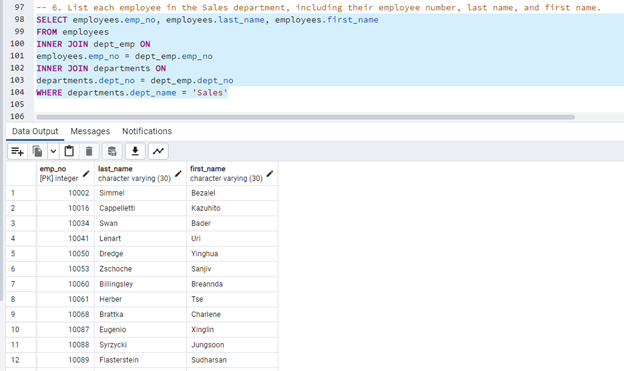 97 -- 6. List each employee in the Sales department, including their employee number, last name, and first name.
98 SELECT employees.emp_no, employees.last_name, employees.first_name
99 FROM employees
100 INNER JOIN dept_emp ON
101 employees.emp_no = dept_emp.emp_no
102 INNER JOIN departments ON
103 departments.dept_no = dept_emp.dept_no
104 WHERE departments.dept_name = 'Sales'
105
106
Data Output Messages Notifications
emp_no last_name first_name
[PK] integer character varying (30) character varying (30)
1 10002 Simmel Bezalel
2 10016 Cappelletti Kazuhito
3 10034 Swan Bader
4 10041 Lenart Uri
5 10050 Dredge Yinghua
6 10053 Zschoche Sanjiv
7 10060 Billingsley Breannda
8 10061 Herber Tse
9 10068 Brattka Charlene
10 10087 Eugenio Xinglin
11 10088 Syrzycki Jungsoon
12 10089 Flasterstein Sudharsan